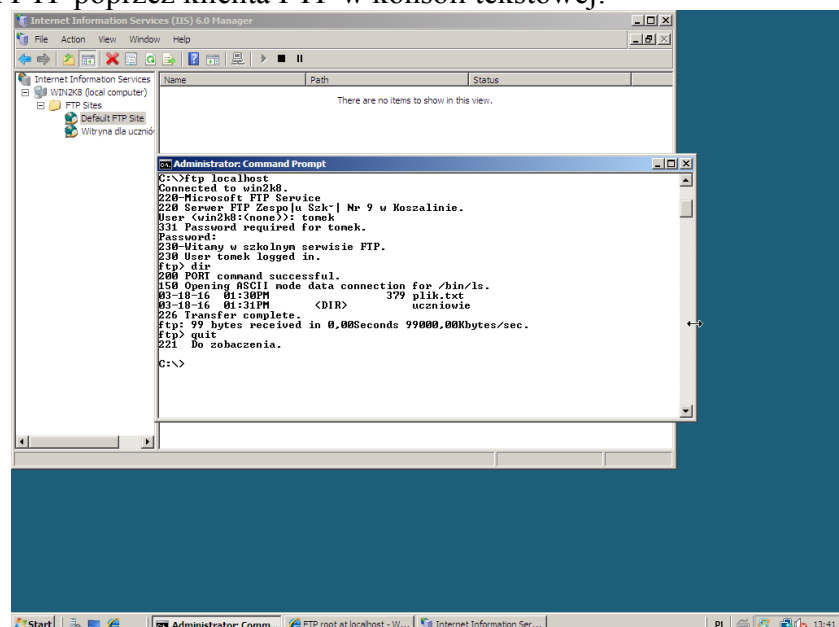 FTP poprzez klienta FTP w konsoli tekstowej.
Internet Information Services (IIS) 6.0 Manager
File Action View Window Help
Internet Information Services
WIN2K8 (local computer)
FTP Sites
Default FTP Site
Witryna dla uczniów
Name Path Status
There are no items to show in this view.
Administrator: Command Prompt
C:\>ftp localhost
Connected to win2k8.
220-Microsoft FTP Service
220 Serwer FTP Zespo|u Szk˘| Nr 9 w Koszalinie.
User (win2k8:(none)): tomek
331 Password required for tomek.
Password:
230-Witamy w szkolnym serwisie FTP.
230 User tomek logged in.
ftp> dir
200 PORT command successful.
150 Opening ASCII mode data connection for /bin/ls.
03-18-16 01:30PM 379 plik.txt
03-18-16 01:31PM <DIR> uczniowie
226 Transfer complete.
ftp: 99 bytes received in 0,00Seconds 99000,00Kbytes/sec.
ftp> quit
221 Do zobaczenia.
C:\>
Start Administrator: Comm... FTP root at localhost - W... Internet Information Ser... PL 13:41